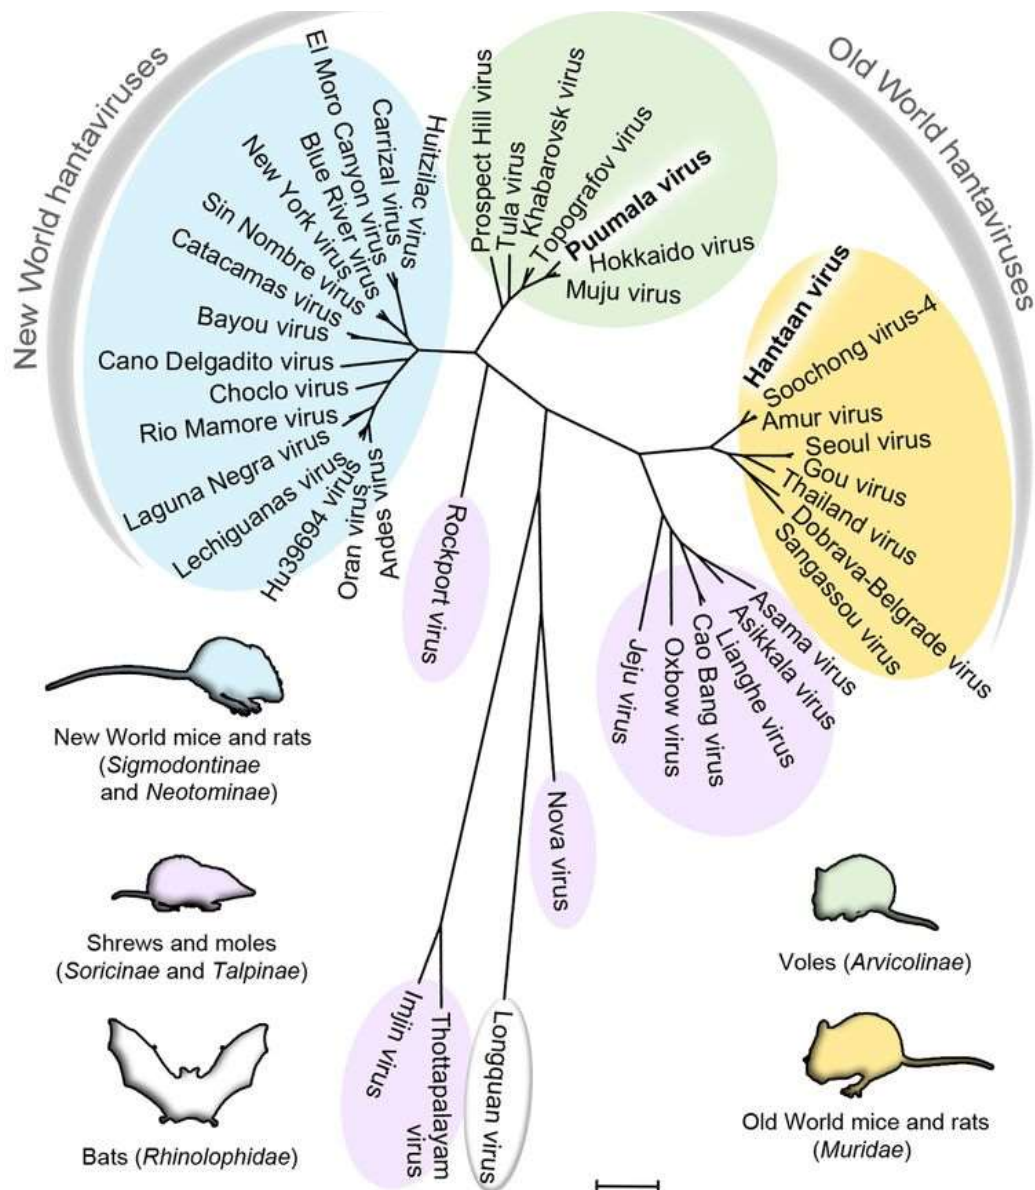 New World hantaviruses
Old World hantaviruses
El Moro Canyon virus
Carrizal virus
Huitzilac virus
Blue River virus
New York virus
Sin Nombre virus
Catacamas virus
Bayou virus
Cano Delgadito virus
Choclo virus
Rio Mamore virus
Laguna Negra virus
Lechiguanas virus
Hu39694 virus
Oran virus
Andes virus
Prospect Hill virus
Tula virus
Khabarovsk virus
Topografov virus
Puumala virus
Hokkaido virus
Muju virus
Hantaan virus
Soochong virus-4
Amur virus
Seoul virus
Gou virus
Thailand virus
Dobrava-Belgrade virus
Sangassou virus
Rockport virus
Asama virus
Asikkala virus
Lianghe virus
Cao Bang virus
Oxbow virus
Jeju virus
Nova virus
Imjin virus
Thottapalayam
virus
Longquan virus
New World mice and rats
(Sigmodontinae
and Neotominae)
Shrews and moles
(Soricinae and Talpinae)
Bats (Rhinolophidae)
Voles (Arvicolinae)
Old World mice and rats
(Muridae)